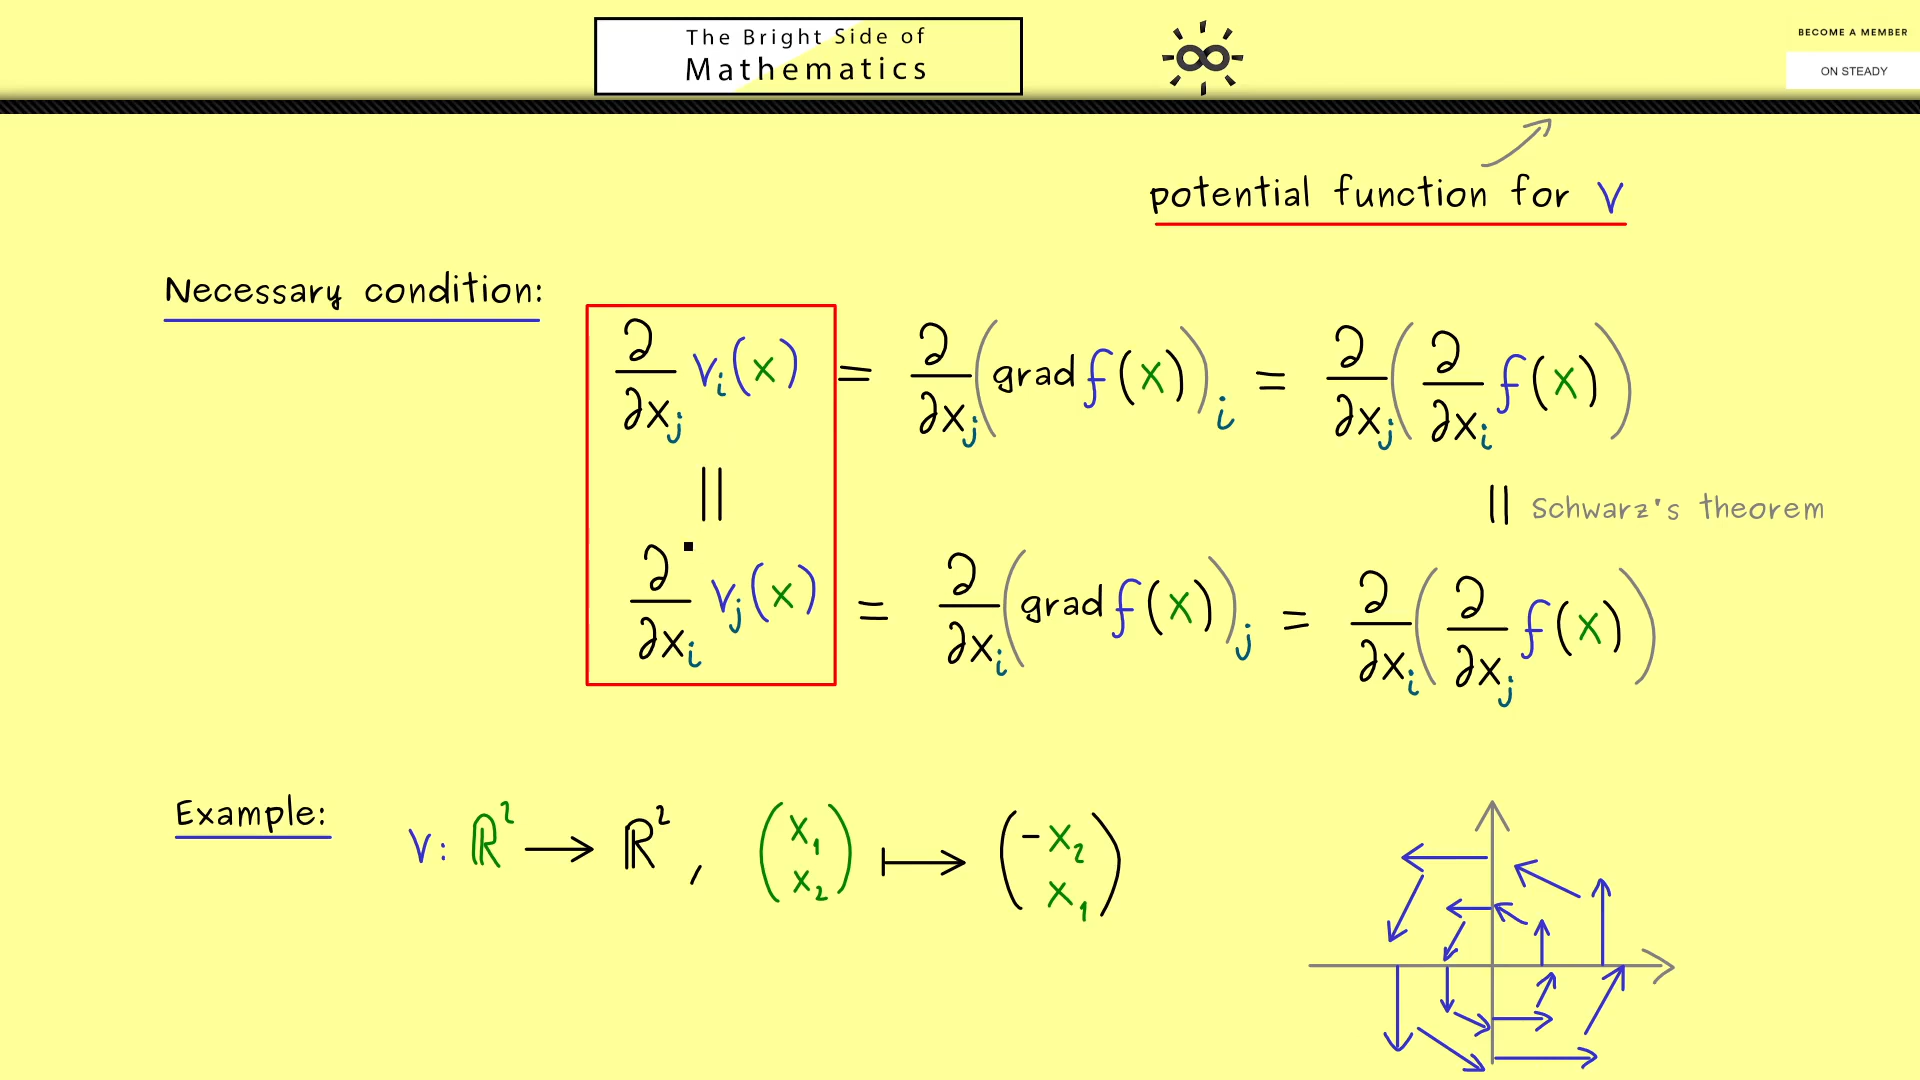 The Bright Side of
Mathematics
BECOME A MEMBER
ON STEADY
potential function for v
Necessary condition:
∂/∂x_j v_i(x) = ∂/∂x_j (grad f(x))_i = ∂/∂x_j (∂/∂x_i f(x))
|| || Schwarz's theorem
∂/∂x_i v_j(x) = ∂/∂x_i (grad f(x))_j = ∂/∂x_i (∂/∂x_j f(x))
Example: v: ℝ² → ℝ², (x₁ x₂) ↦ (−x₂ x₁)